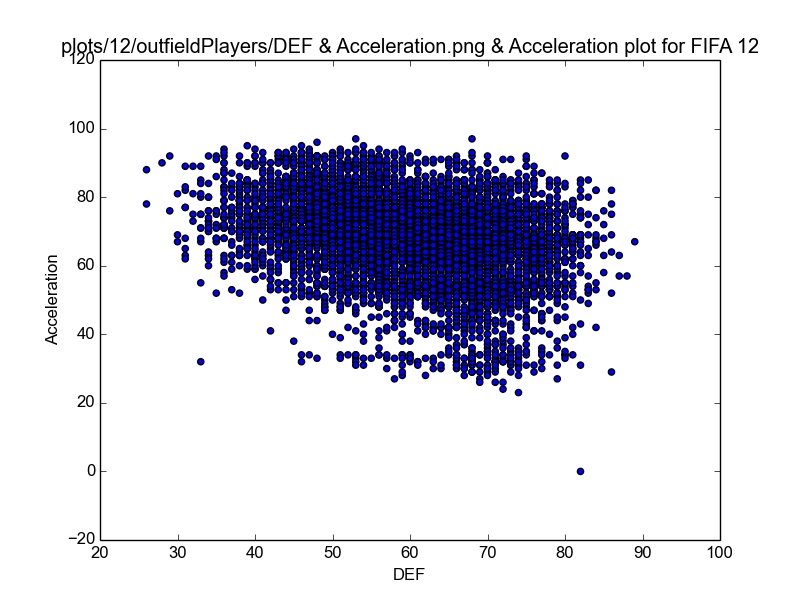 plots/12/outfieldPlayers/DEF & Acceleration.png & Acceleration plot for FIFA 12
120
100
80
60
40
20
0
−20
Acceleration
20 30 40 50 60 70 80 90 100
DEF